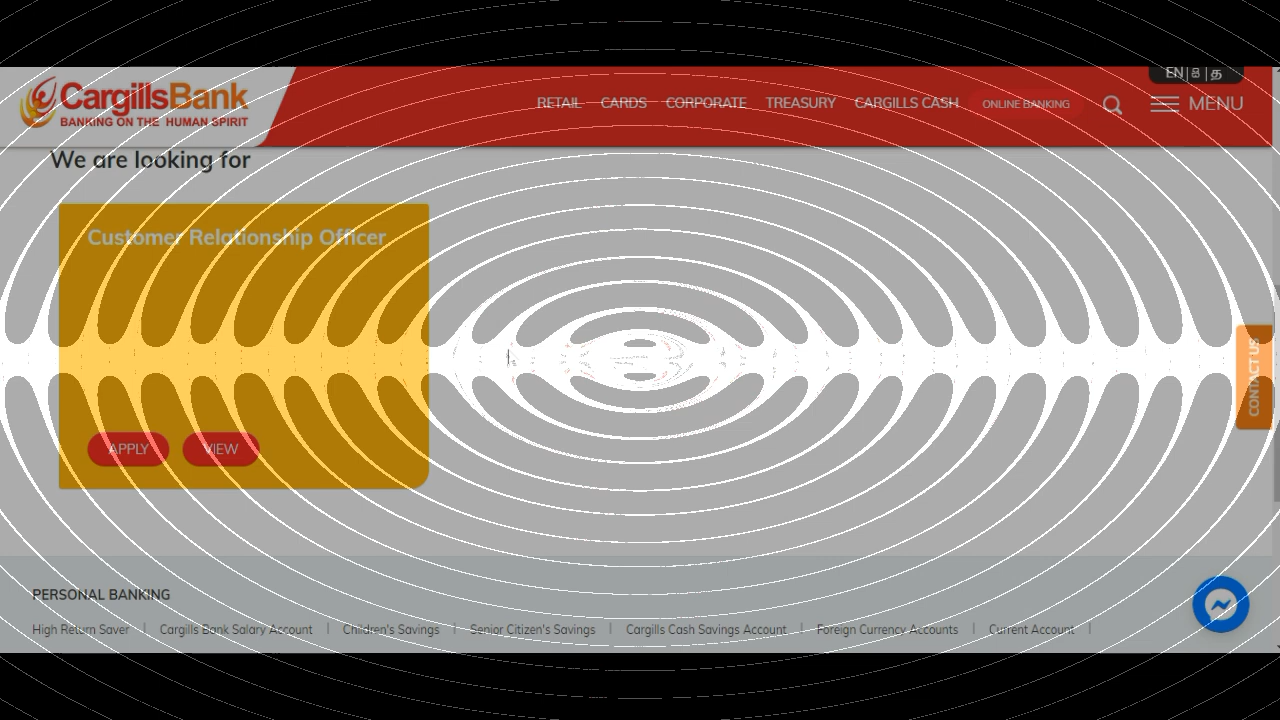 EN | සි | த
CargillsBank
BANKING ON THE HUMAN SPIRIT
RETAIL CARDS CORPORATE TREASURY CARGILLS CASH ONLINE BANKING MENU
We are looking for
Customer Relationship Officer
CONTACT US
APPLY VIEW
PERSONAL BANKING
High Return Saver | Cargills Bank Salary Account | Children's Savings | Senior Citizen's Savings | Cargills Cash Savings Account | Foreign Currency Accounts | Current Account |